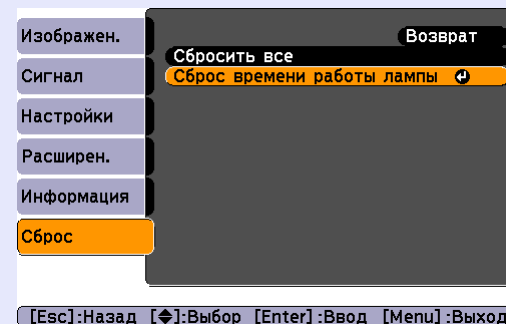 Изображен.
Сигнал
Настройки
Расширен.
Информация
Сброс
Возврат
Сбросить все
Сброс времени работы лампы
[Esc]:Назад [◆]:Выбор [Enter]:Ввод [Menu]:Выход